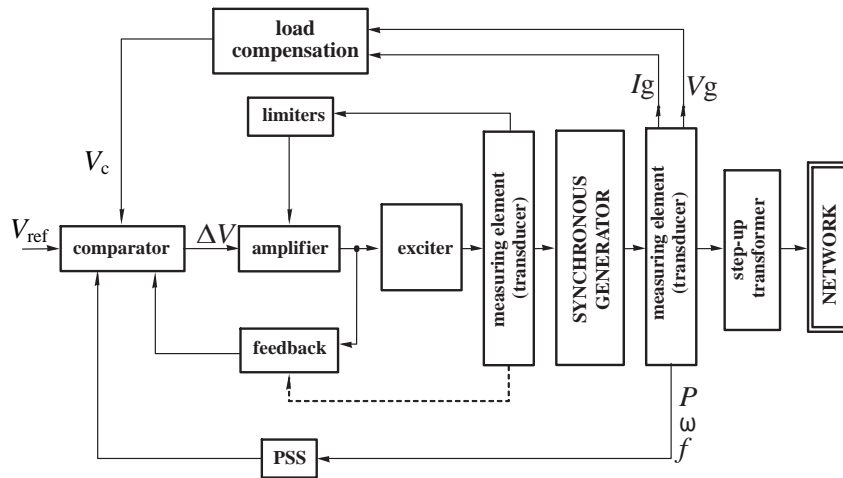 load
compensation
Ig
Vg
limiters
Vc
Vref
comparator
ΔV
amplifier
exciter
measuring element
(transducer)
SYNCHRONOUS
GENERATOR
measuring element
(transducer)
step-up
transformer
NETWORK
feedback
P
ω
f
PSS